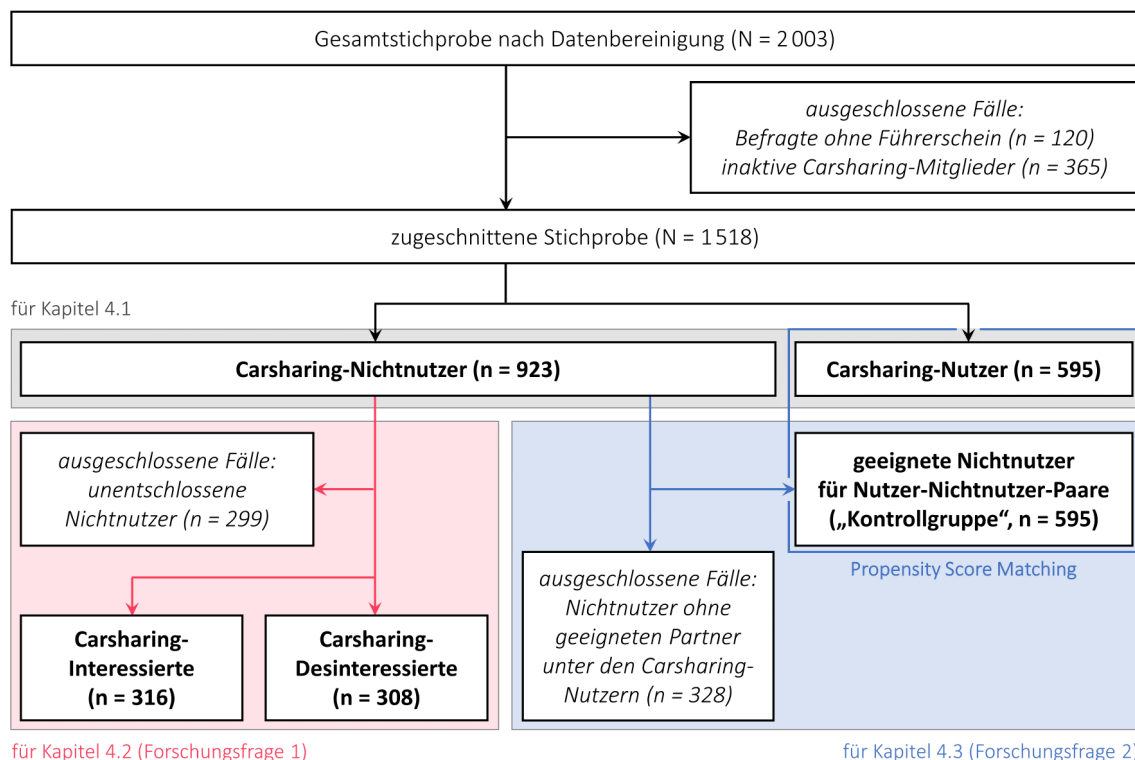 Gesamtstichprobe nach Datenbereinigung (N = 2 003)
ausgeschlossene Fälle:
Befragte ohne Führerschein (n = 120)
inaktive Carsharing-Mitglieder (n = 365)
zugeschnittene Stichprobe (N = 1 518)
für Kapitel 4.1
Carsharing-Nichtnutzer (n = 923)
Carsharing-Nutzer (n = 595)
ausgeschlossene Fälle:
unentschlossene
Nichtnutzer (n = 299)
geeignete Nichtnutzer
für Nutzer-Nichtnutzer-Paare
(„Kontrollgruppe“, n = 595)
Propensity Score Matching
ausgeschlossene Fälle:
Nichtnutzer ohne
geeigneten Partner
unter den Carsharing-
Nutzern (n = 328)
Carsharing-
Interessierte
(n = 316)
Carsharing-
Desinteressierte
(n = 308)
für Kapitel 4.2 (Forschungsfrage 1)
für Kapitel 4.3 (Forschungsfrage 2)